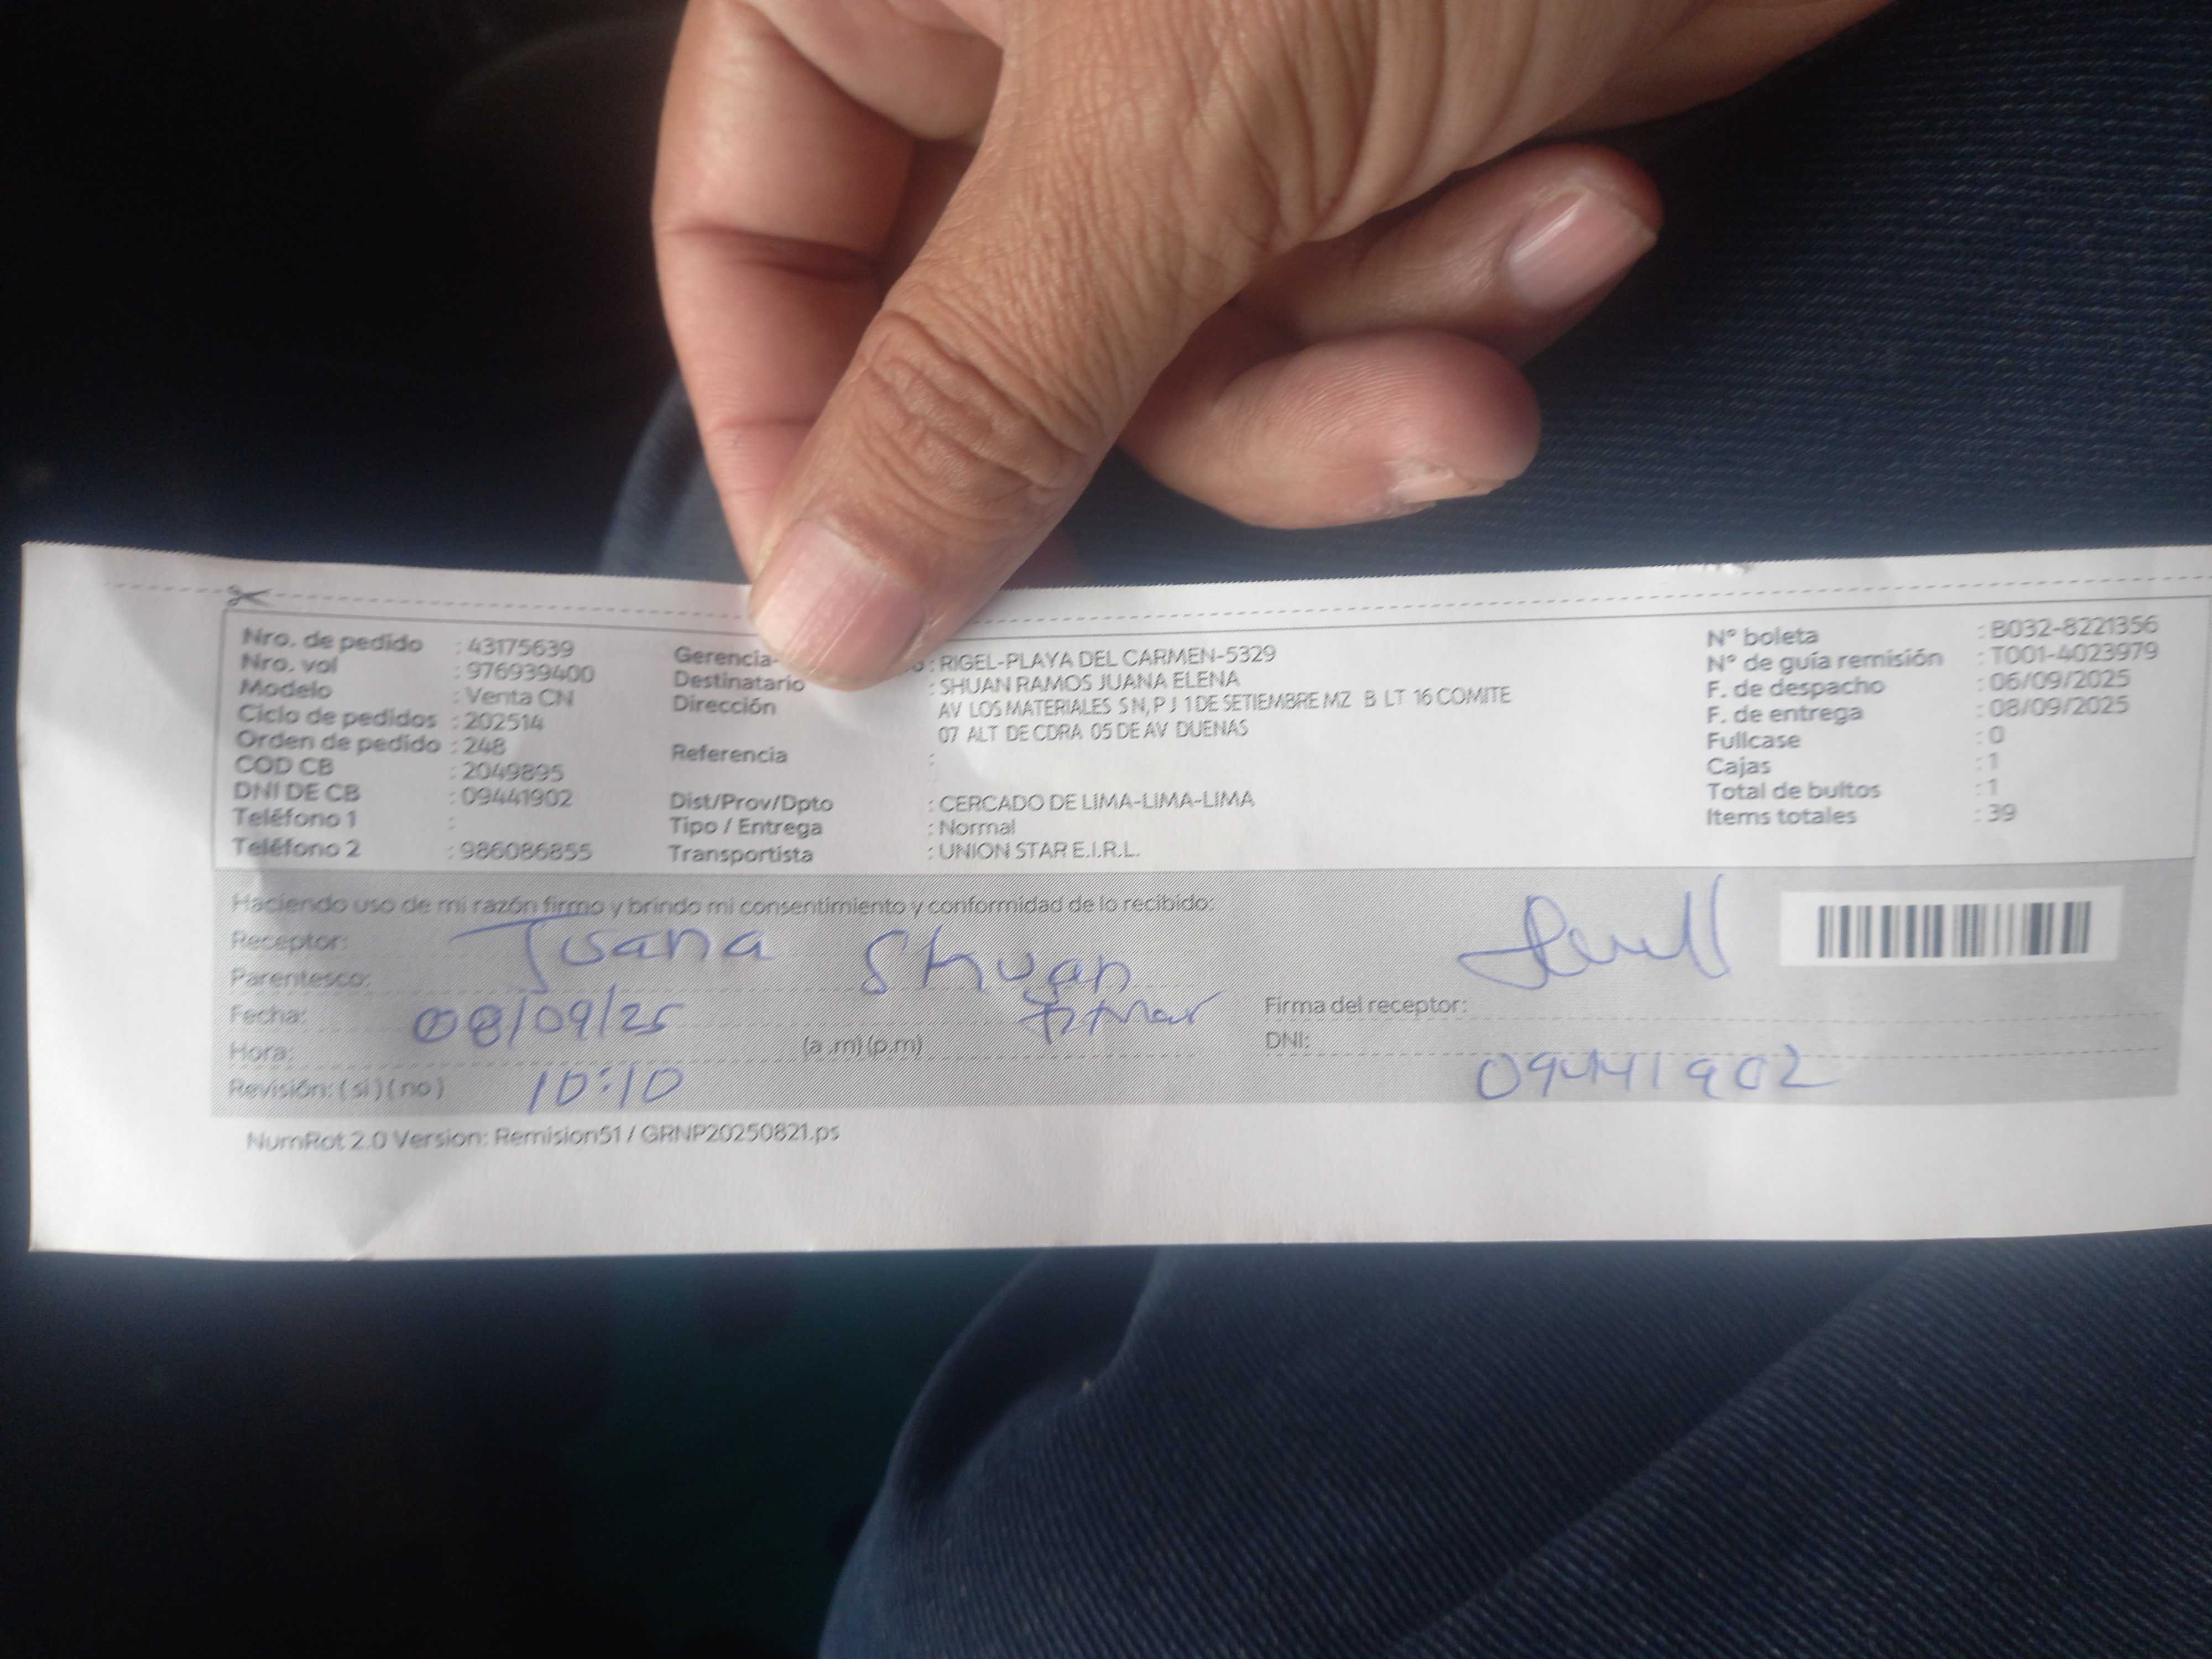 Nro. de pedido : 43175639
Nro. vol : 976939400
Modelo : Venta CN
Ciclo de pedidos : 202514
Orden de pedido : 248
COD CB : 2049895
DNI DE CB : 09441902
Teléfono 1 :
Teléfono 2 : 986086855
Gerencia- : RIGEL-PLAYA DEL CARMEN-5329
Destinatario : SHUAN RAMOS JUANA ELENA
Dirección AV LOS MATERIALES SN, P J 1 DE SETIEMBRE MZ B LT 16 COMITE
07 ALT DE CDRA 05 DE AV DUENAS
Referencia :
Dist/Prov/Dpto : CERCADO DE LIMA-LIMA-LIMA
Tipo / Entrega : Normal
Transportista : UNION STAR E.I.R.L.
N° boleta : B032-8221356
N° de guía remisión : T001-4023979
F. de despacho : 06/09/2025
F. de entrega : 08/09/2025
Fullcase : 0
Cajas : 1
Total de bultos : 1
Items totales : 39
Haciendo uso de mi razón firmo y brindo mi consentimiento y conformidad de lo recibido:
Receptor: Jusana Shuan
Parentesco:
Fecha: 08/09/25
Hora: (a .m) (p.m)
Revisión: ( si ) ( no ) 10:10
Firma del receptor:
DNI: 09441902
NumRot 2.0 Version: Remision51 / GRNP20250821.ps